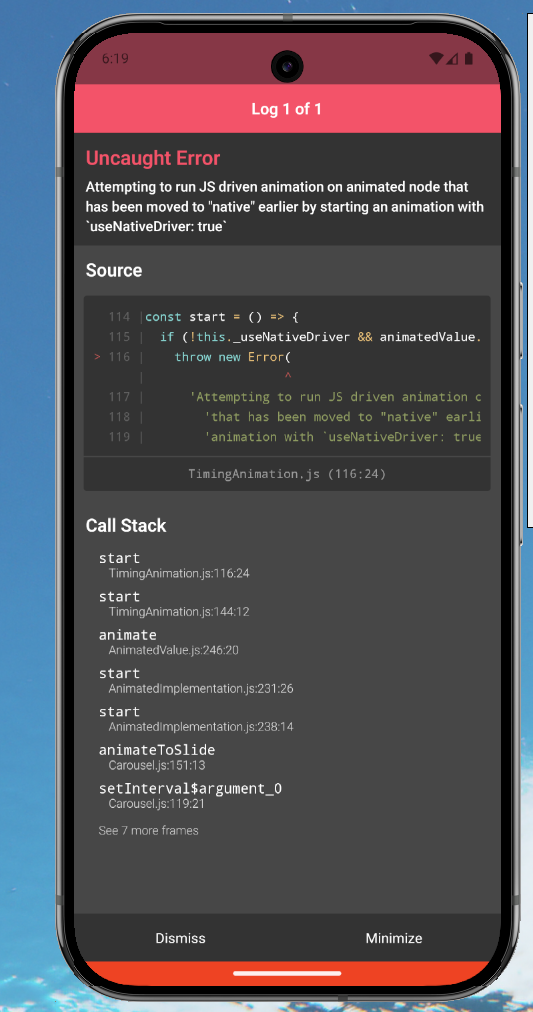 6:19
Log 1 of 1
Uncaught Error
Attempting to run JS driven animation on animated node that
has been moved to "native" earlier by starting an animation with
`useNativeDriver: true`
Source
114 |const start = () => {
115 |  if (!this._useNativeDriver && animatedValue.
> 116 |    throw new Error(
|                   ^
117 |      'Attempting to run JS driven animation o
118 |        'that has been moved to "native" earli
119 |        'animation with `useNativeDriver: true
TimingAnimation.js (116:24)
Call Stack
start
TimingAnimation.js:116:24
start
TimingAnimation.js:144:12
animate
AnimatedValue.js:246:20
start
AnimatedImplementation.js:231:26
start
AnimatedImplementation.js:238:14
animateToSlide
Carousel.js:151:13
setInterval$argument_0
Carousel.js:119:21
See 7 more frames
Dismiss
Minimize